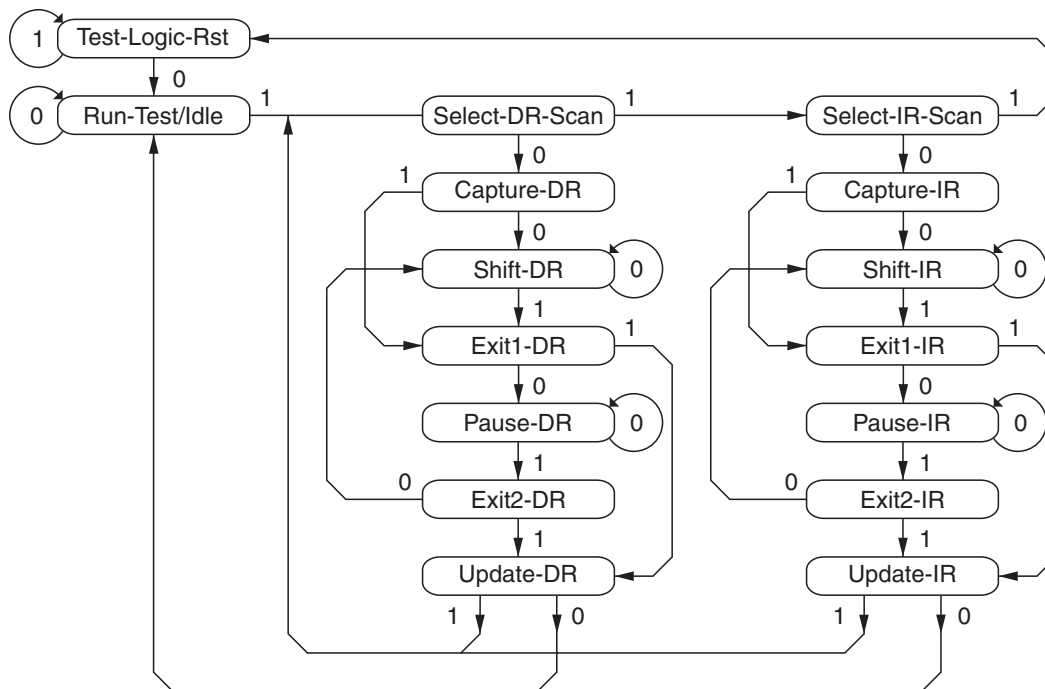 1 Test-Logic-Rst
0
0 Run-Test/Idle 1 Select-DR-Scan 1 Select-IR-Scan 1
0 0
1 Capture-DR 1 Capture-IR
0 0
Shift-DR 0 Shift-IR 0
1 1
Exit1-DR 1 Exit1-IR 1
0 0
Pause-DR 0 Pause-IR 0
1 1
0 Exit2-DR 0 Exit2-IR
1 1
Update-DR Update-IR
1 0 1 0